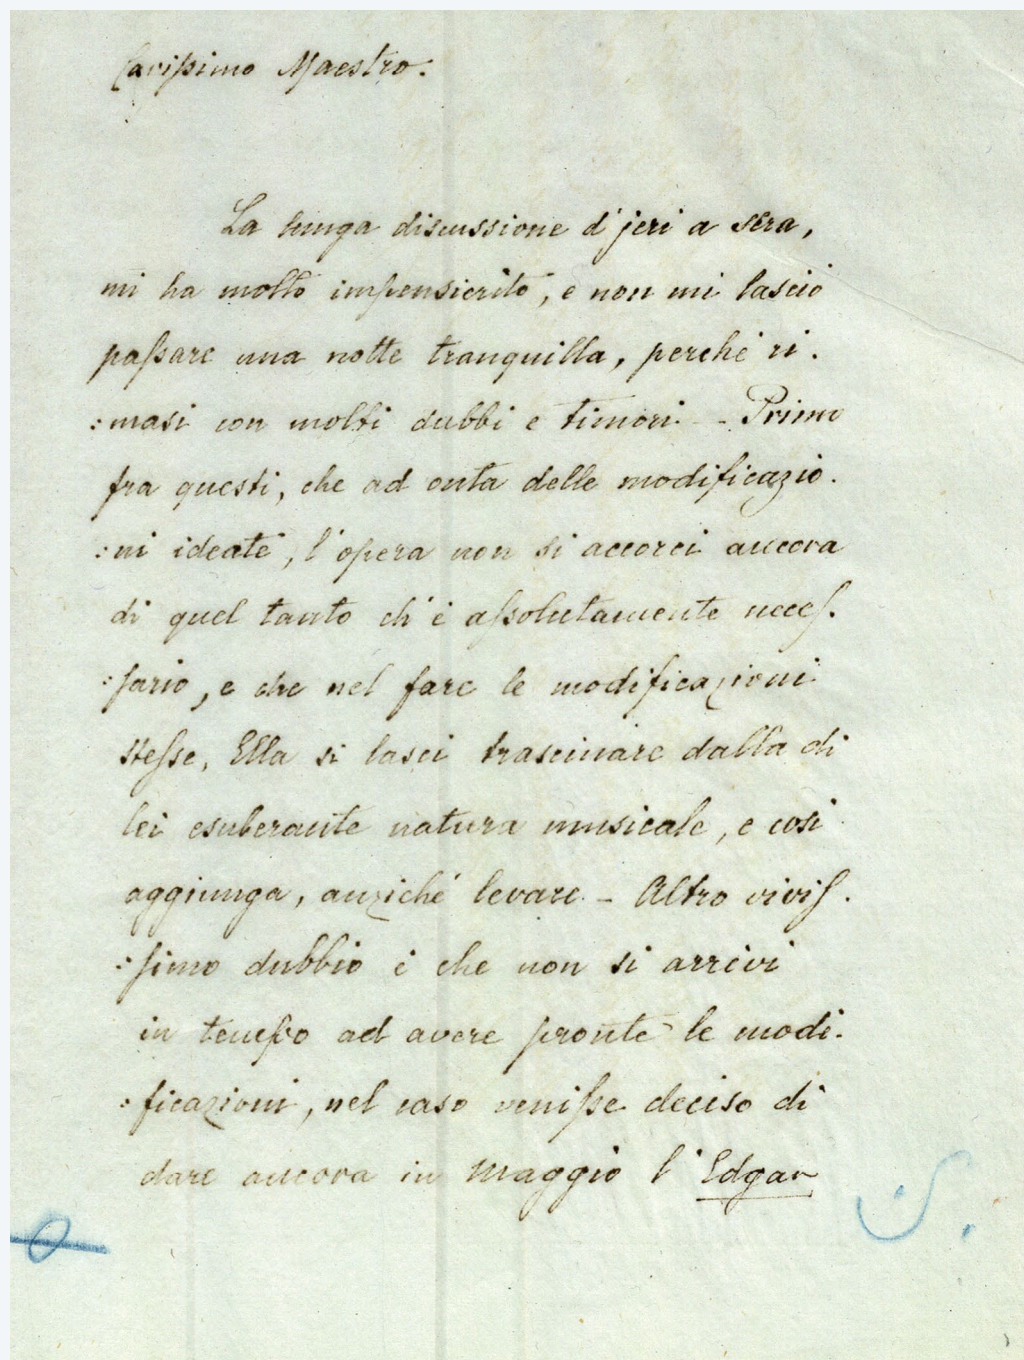 Carissimo Maestro.
La lunga discussione d'jeri a sera,
mi ha molto impensierito, e non mi lasciò
passare una notte tranquilla, perchè ri.
:masi con molti dubbi e timori. - Primo
fra questi, che ad onta delle modificazio.
:ni ideate, l'opera non si accorci ancora
di quel tanto ch'è assolutamente neces.
:sario, e che nel fare le modificazioni
stesse, Ella si lasci trascinare dalla di
lei esuberante natura musicale, e così
aggiunga, anziché levare - Altro vivis.
:simo dubbio è che non si arrivi
in tempo ad avere pronte le modi.
:ficazioni, nel caso venisse deciso di
dare ancora in Maggio l'Edgar